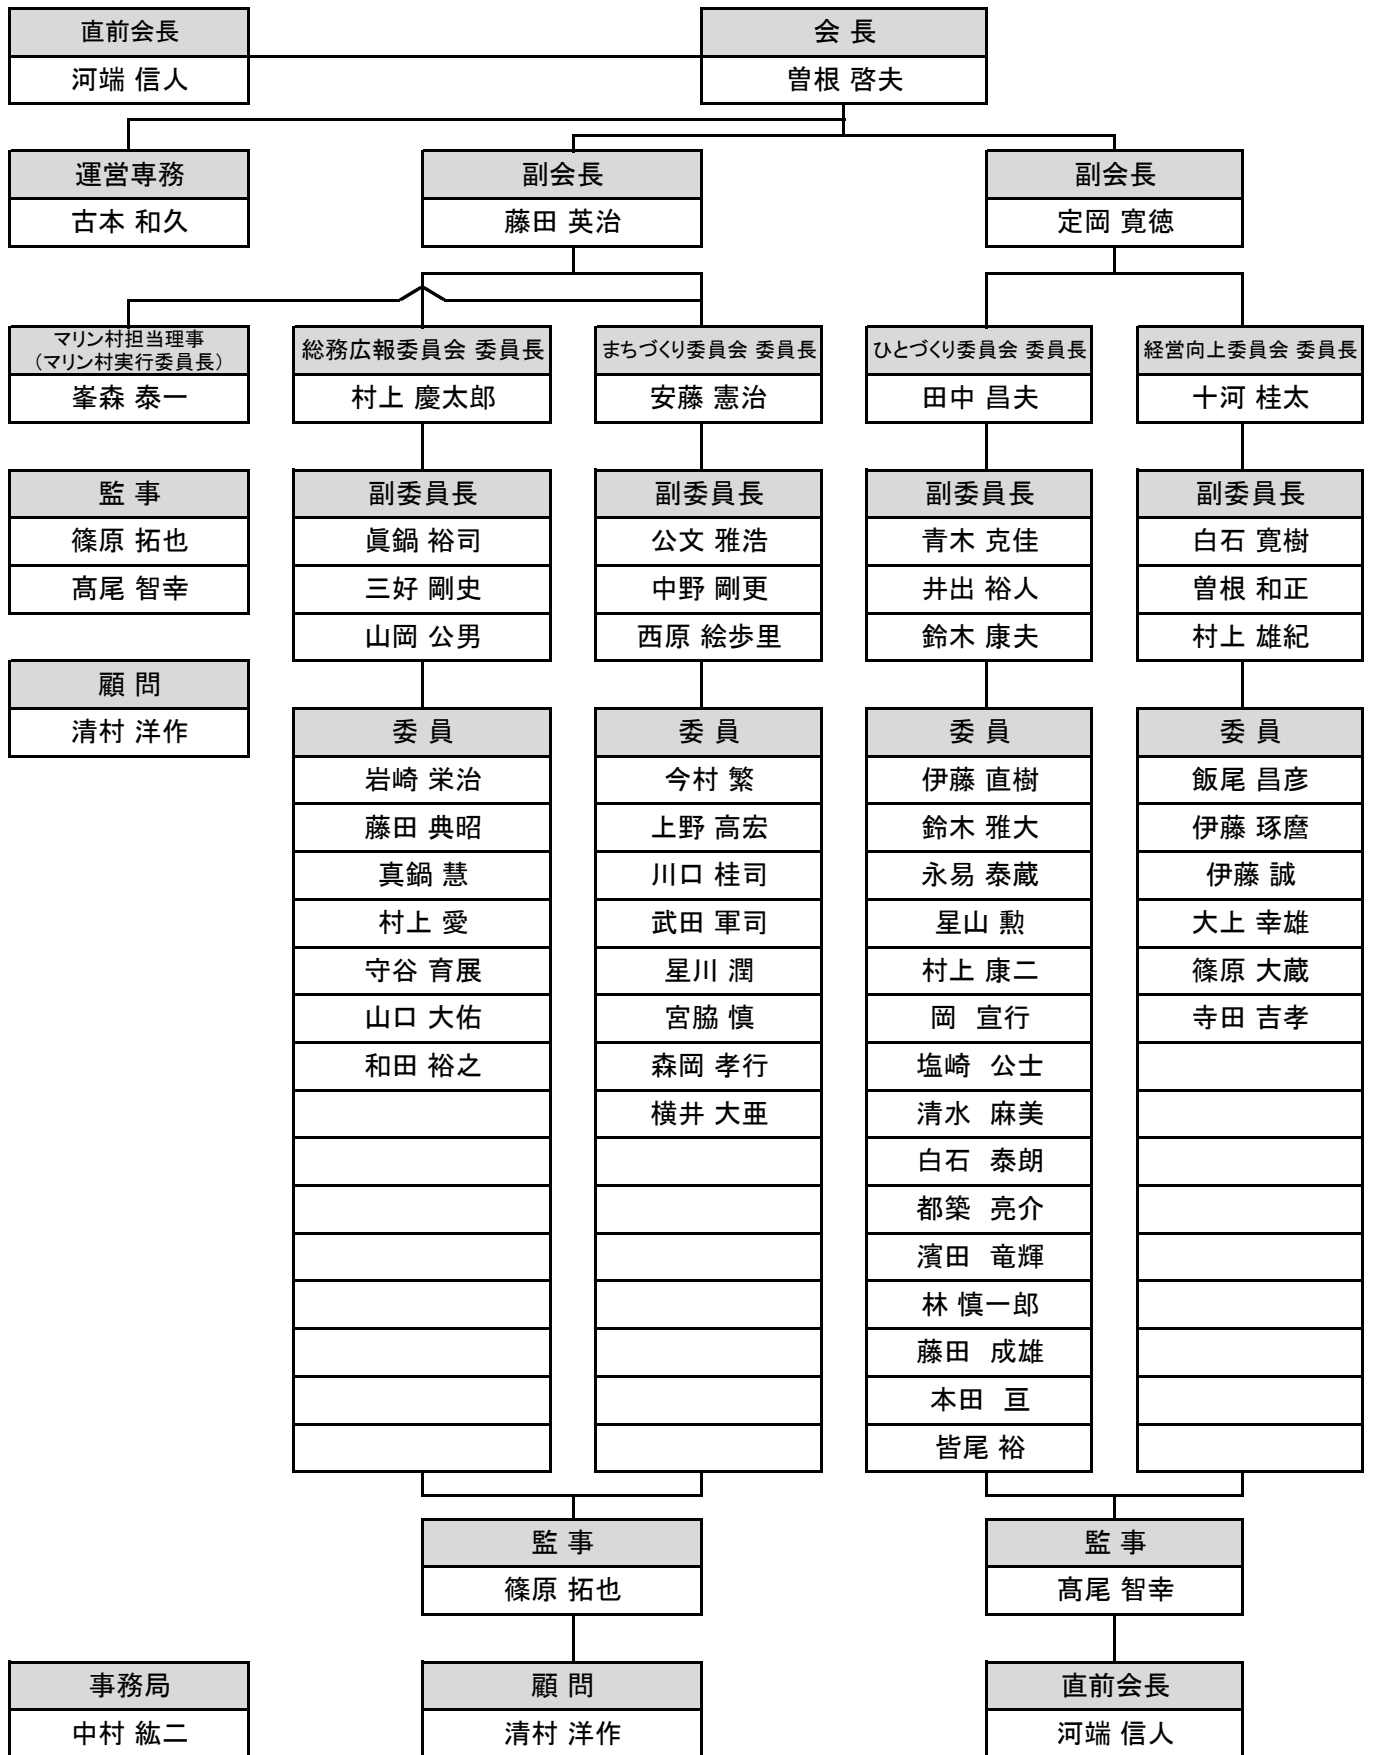 直前会長
河端 信人
会 長
曽根 啓夫
運営専務
古本 和久
副会長
藤田 英治
副会長
定岡 寛徳
マリン村担当理事
（マリン村実行委員長）
峯森 泰一
総務広報委員会 委員長
村上 慶太郎
まちづくり委員会 委員長
安藤 憲治
ひとづくり委員会 委員長
田中 昌夫
経営向上委員会 委員長
十河 桂太
監 事
篠原 拓也
髙尾 智幸
顧 問
清村 洋作
副委員長
眞鍋 裕司
三好 剛史
山岡 公男
副委員長
公文 雅浩
中野 剛更
西原 絵歩里
副委員長
青木 克佳
井出 裕人
鈴木 康夫
副委員長
白石 寛樹
曽根 和正
村上 雄紀
委 員
岩崎 栄治
藤田 典昭
真鍋 慧
村上 愛
守谷 育展
山口 大佑
和田 裕之
委 員
今村 繁
上野 高宏
川口 桂司
武田 軍司
星川 潤
宮脇 慎
森岡 孝行
横井 大亜
委 員
伊藤 直樹
鈴木 雅大
永易 泰蔵
星山 勲
村上 康二
岡 宣行
塩崎 公士
清水 麻美
白石 泰朗
都築 亮介
濱田 竜輝
林 慎一郎
藤田 成雄
本田 亘
皆尾 裕
委 員
飯尾 昌彦
伊藤 琢麿
伊藤 誠
大上 幸雄
篠原 大蔵
寺田 吉孝
監 事
篠原 拓也
監 事
髙尾 智幸
事務局
中村 紘二
顧 問
清村 洋作
直前会長
河端 信人